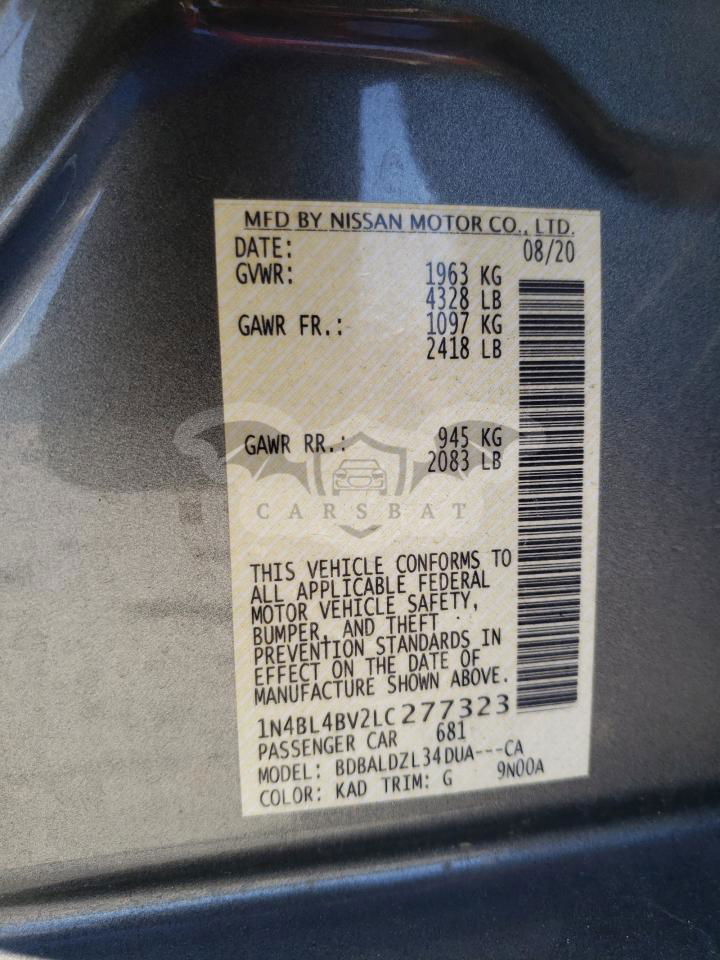 MFD BY NISSAN MOTOR CO., LTD.
DATE: 08/20
GVWR: 1963 KG
4328 LB
GAWR FR.: 1097 KG
2418 LB
GAWR RR.: 945 KG
2083 LB
CARSBAT
THIS VEHICLE CONFORMS TO
ALL APPLICABLE FEDERAL
MOTOR VEHICLE SAFETY,
BUMPER, AND THEFT
PREVENTION STANDARDS IN
EFFECT ON THE DATE OF
MANUFACTURE SHOWN ABOVE.
1N4BL4BV2LC277323
PASSENGER CAR 681
MODEL: BDBALDZL34DUA---CA
COLOR: KAD TRIM: G 9N00A